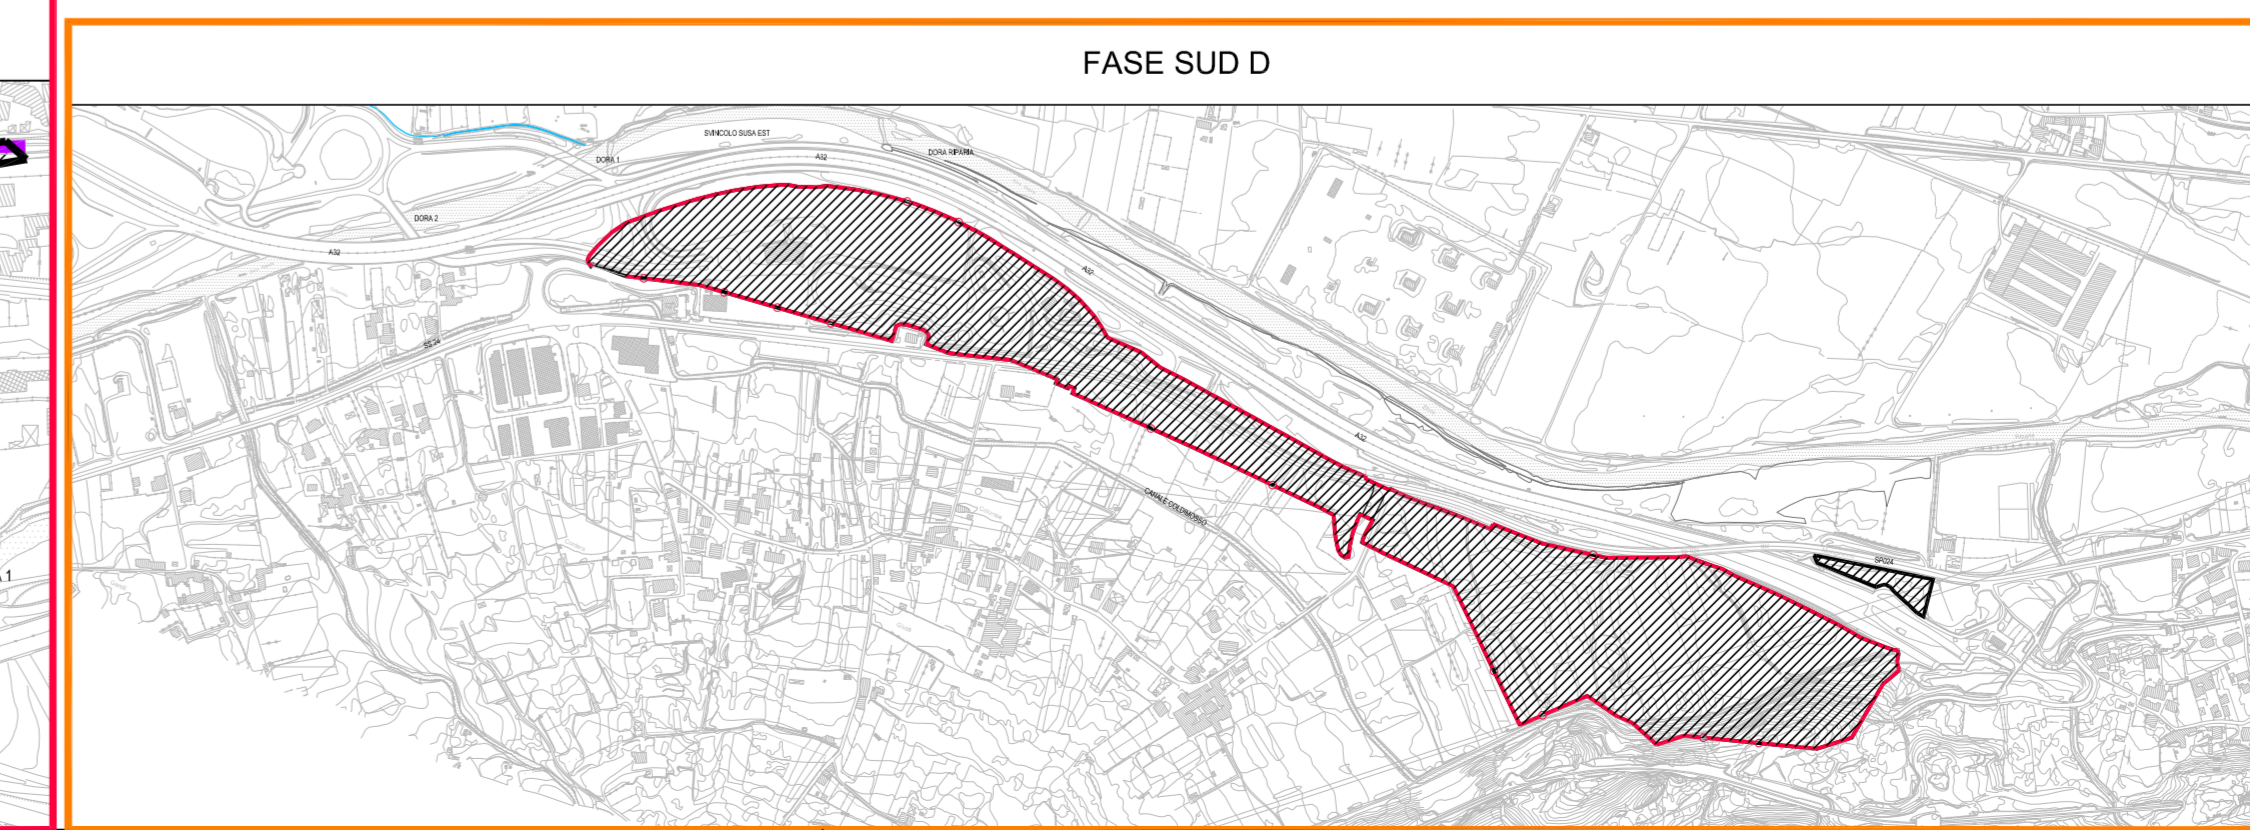 FASE SUD D
SVINCOLO SUSA EST
DORA 1
A32
DORA RIPARIA
DORA 2
A32
A32
SS 24
A32
CANALE COLDIMOSSO
SP024
1